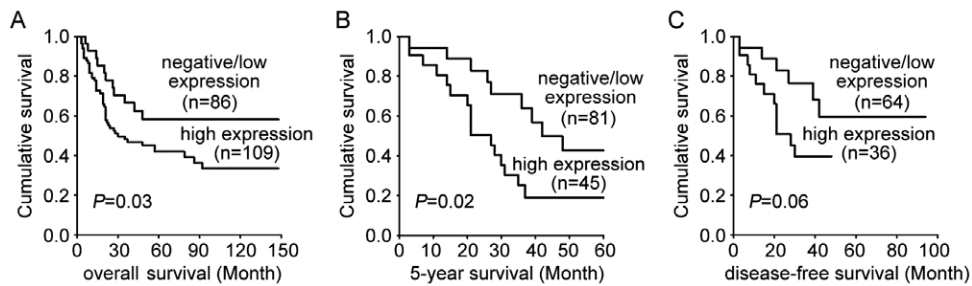 A
Cumulative survival
1.0
0.8
0.6
0.4
0.2
0.0
negative/low
expression
(n=86)
high expression
(n=109)
P=0.03
0 30 60 90 120 150
overall survival (Month)
B
Cumulative survival
1.0
0.8
0.6
0.4
0.2
0.0
negative/low
expression
(n=81)
high expression
(n=45)
P=0.02
0 10 20 30 40 50 60
5-year survival (Month)
C
Cumulative survival
1.0
0.8
0.6
0.4
0.2
0.0
negative/low
expression
(n=64)
high expression
(n=36)
P=0.06
0 20 40 60 80 100
disease-free survival (Month)